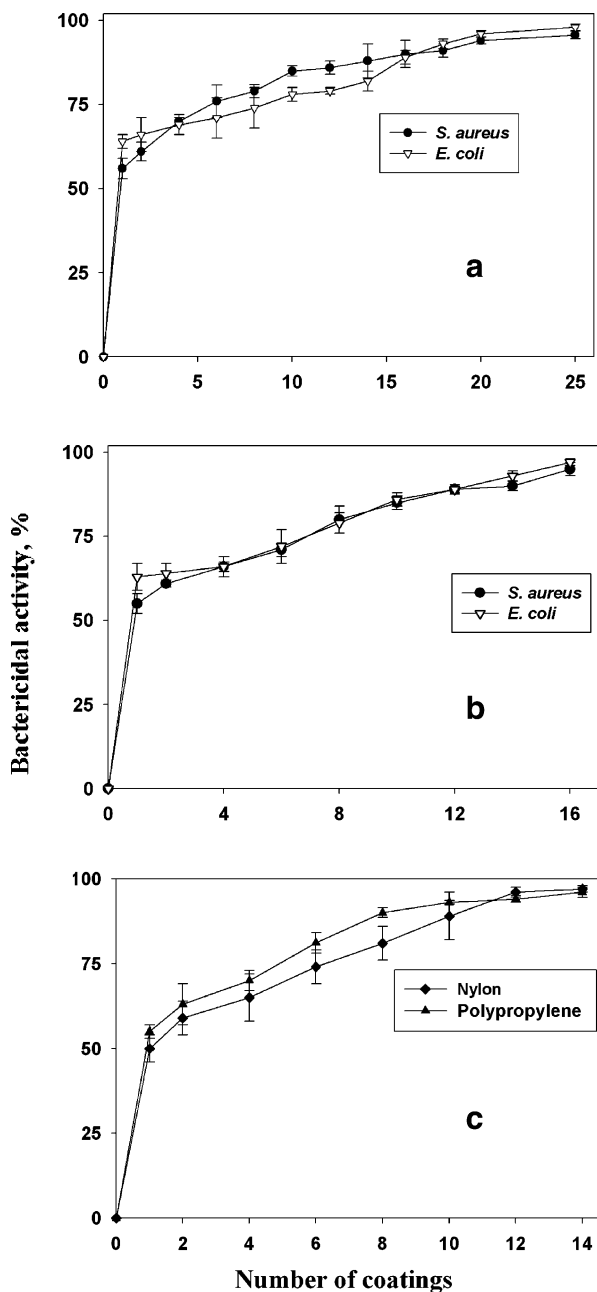 Bactericidal activity, %
100
75
50
25
0
S. aureus
E. coli
a
0 5 10 15 20 25
100
75
50
25
0
S. aureus
E. coli
b
0 4 8 12 16
100
75
50
25
0
Nylon
Polypropylene
c
0 2 4 6 8 10 12 14
Number of coatings